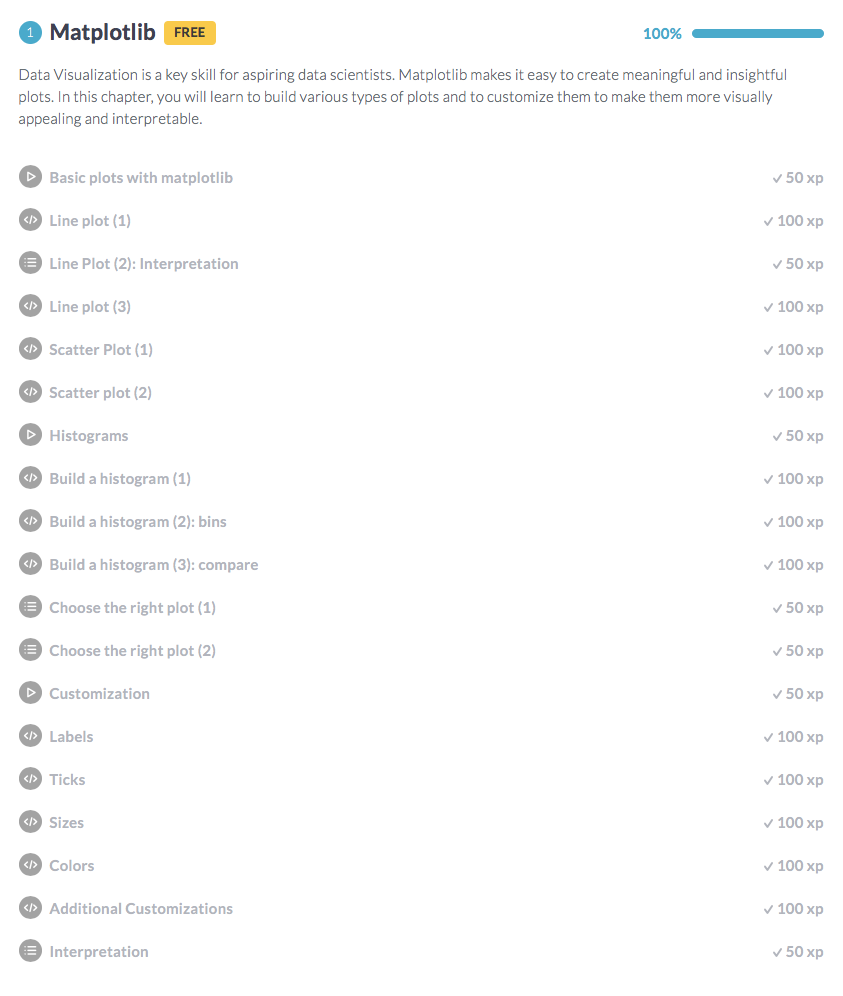 1 Matplotlib FREE 100%
Data Visualization is a key skill for aspiring data scientists. Matplotlib makes it easy to create meaningful and insightful
plots. In this chapter, you will learn to build various types of plots and to customize them to make them more visually
appealing and interpretable.
Basic plots with matplotlib 50 xp
Line plot (1) 100 xp
Line Plot (2): Interpretation 50 xp
Line plot (3) 100 xp
Scatter Plot (1) 100 xp
Scatter plot (2) 100 xp
Histograms 50 xp
Build a histogram (1) 100 xp
Build a histogram (2): bins 100 xp
Build a histogram (3): compare 100 xp
Choose the right plot (1) 50 xp
Choose the right plot (2) 50 xp
Customization 50 xp
Labels 100 xp
Ticks 100 xp
Sizes 100 xp
Colors 100 xp
Additional Customizations 100 xp
Interpretation 50 xp